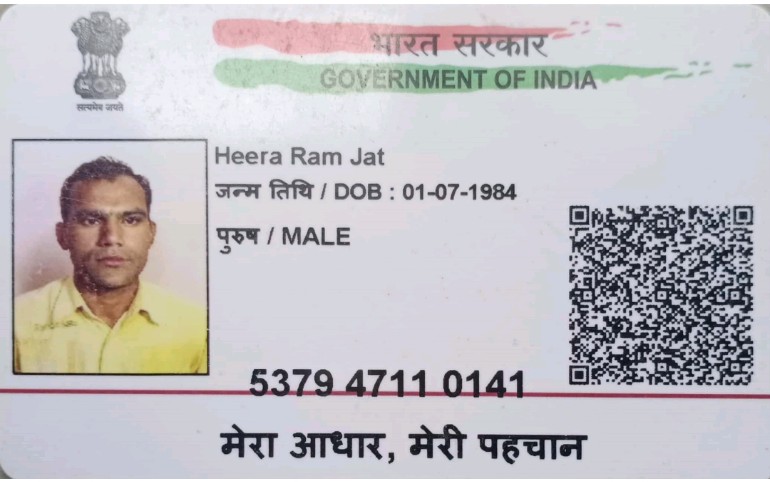 भारत सरकार
GOVERNMENT OF INDIA
सत्यमेव जयते
Heera Ram Jat
जन्म तिथि / DOB : 01-07-1984
पुरुष / MALE
5379 4711 0141
मेरा आधार, मेरी पहचान